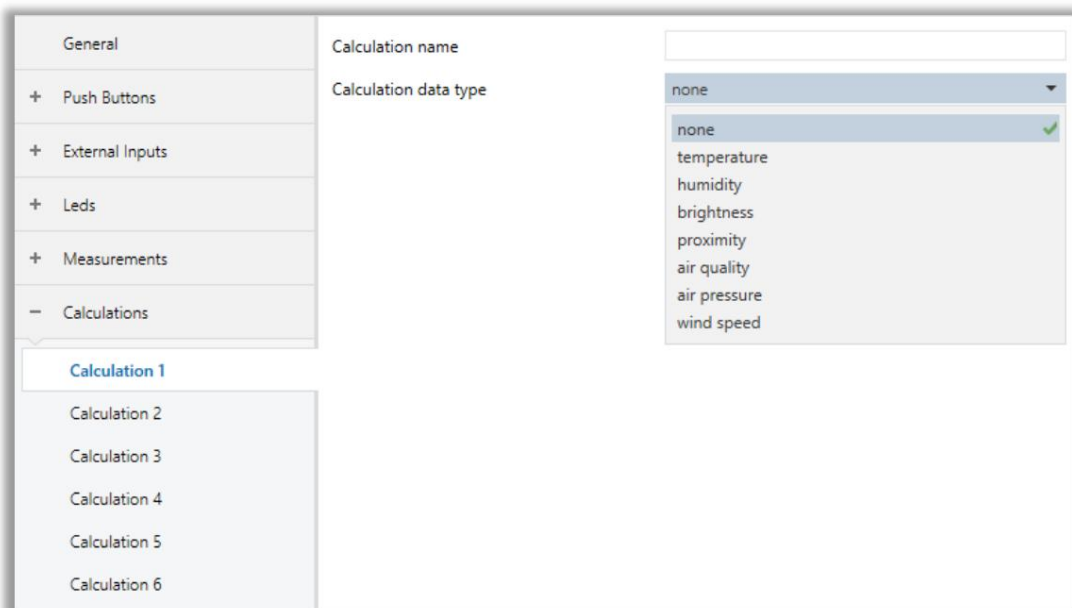 General
+ Push Buttons
+ External Inputs
+ Leds
+ Measurements
− Calculations
Calculation 1
Calculation 2
Calculation 3
Calculation 4
Calculation 5
Calculation 6
Calculation name
Calculation data type
none
none
temperature
humidity
brightness
proximity
air quality
air pressure
wind speed